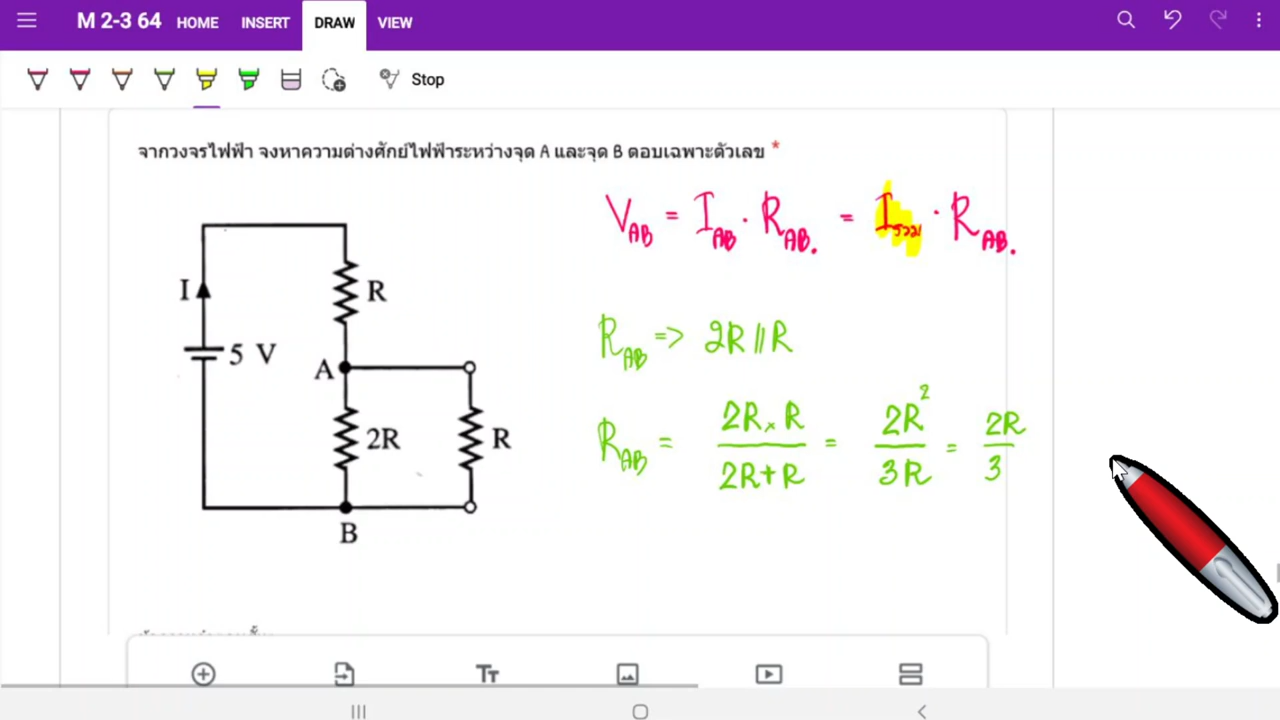 M 2-3 64 HOME INSERT DRAW VIEW
Stop
จากวงจรไฟฟ้า จงหาความต่างศักย์ไฟฟ้าระหว่างจุด A และจุด B ตอบเฉพาะตัวเลข *
V_AB = I_AB · R_AB. = I_รวม · R_AB.
I
R
5 V
A
2R
R
B
R_AB => 2R // R
R_AB = 2R × R / 2R + R = 2R² / 3R = 2R / 3
Tт